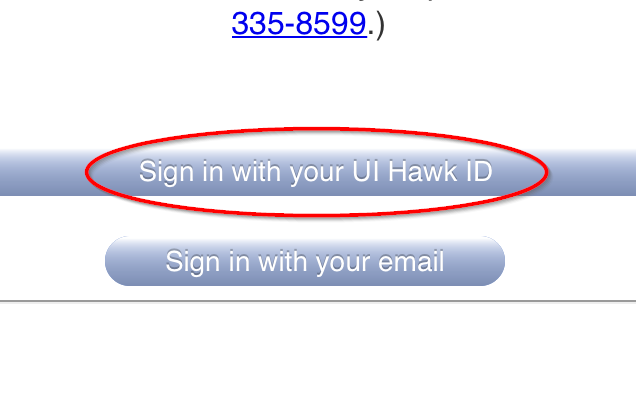 335-8599.)
Sign in with your UI Hawk ID
Sign in with your email